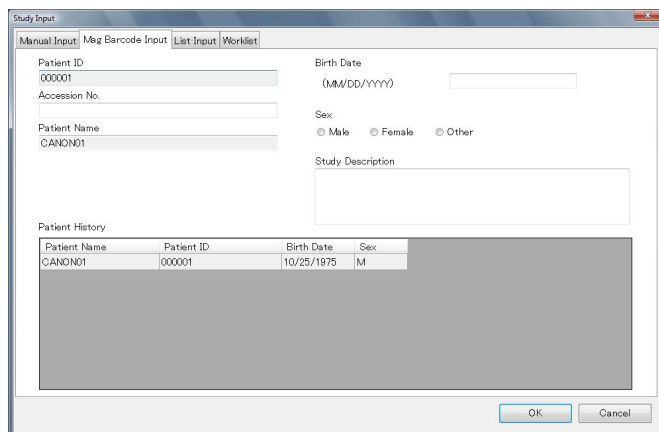 Study Input
Manual Input Mag Barcode Input List Input Worklist
Patient ID
000001
Accession No.
Patient Name
CANON01
Birth Date
(MM/DD/YYYY)
Sex
Male Female Other
Study Description
Patient History
Patient Name Patient ID Birth Date Sex
CANON01 000001 10/25/1975 M
OK Cancel